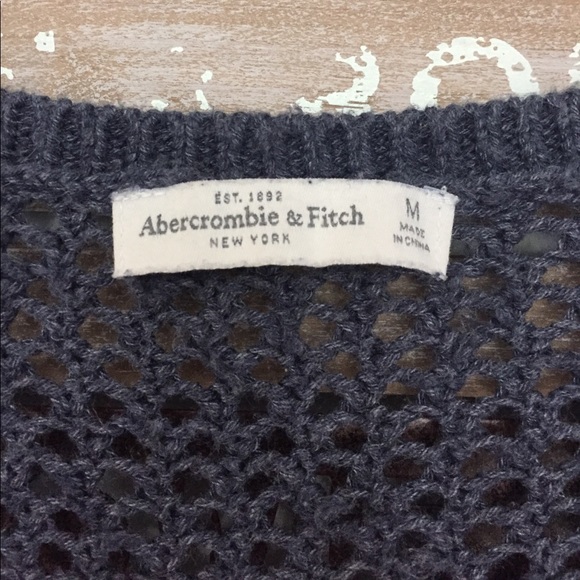 EST. 1892
Abercrombie & Fitch
NEW YORK
M
MADE
IN CHINA